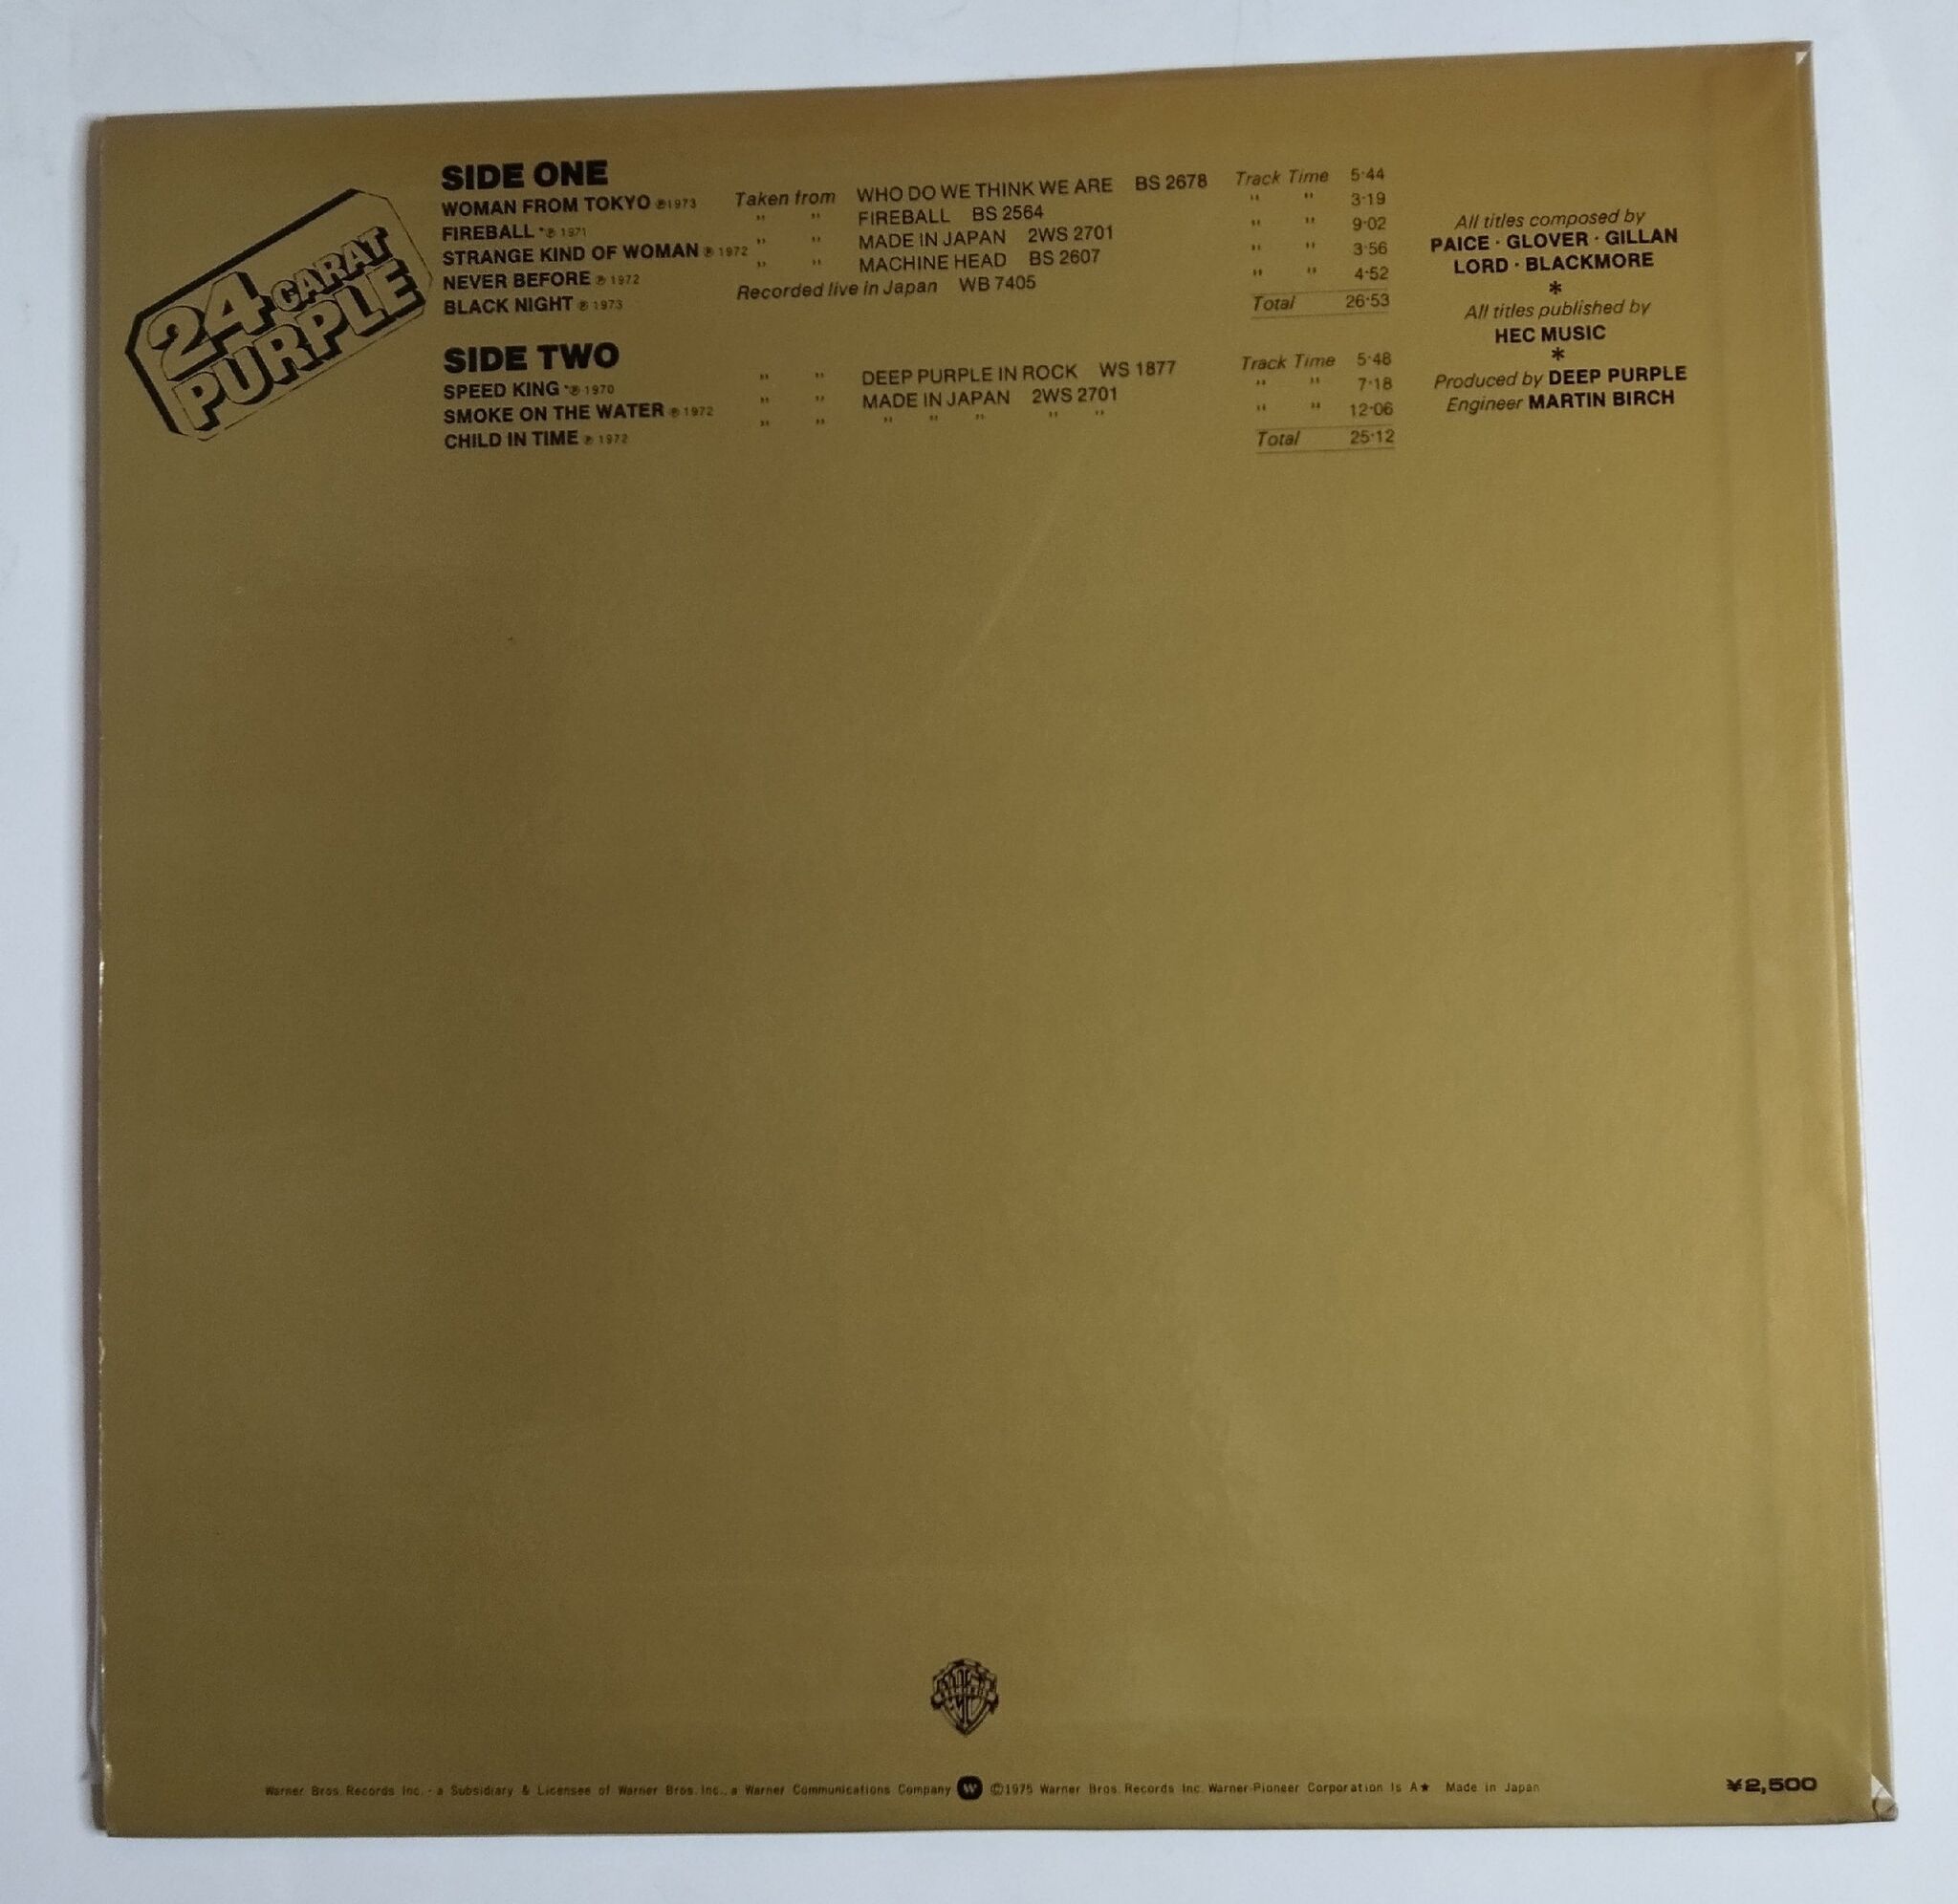 24 CARAT
PURPLE
SIDE ONE
WOMAN FROM TOKYO ℗1973 Taken from WHO DO WE THINK WE ARE BS 2678 Track Time 5·44
FIREBALL *℗ 1971 " " FIREBALL BS 2564 " " 3·19
STRANGE KIND OF WOMAN ℗ 1972 " " MADE IN JAPAN 2WS 2701 " " 9·02
NEVER BEFORE ℗ 1972 " " MACHINE HEAD BS 2607 " " 3·56
BLACK NIGHT ℗ 1973 Recorded live in Japan WB 7405 " " 4·52
Total 26·53
SIDE TWO
SPEED KING *℗ 1970 " " DEEP PURPLE IN ROCK WS 1877 Track Time 5·48
SMOKE ON THE WATER ℗ 1972 " " MADE IN JAPAN 2WS 2701 " " 7·18
CHILD IN TIME ℗ 1972 " " " " " " " " " 12·06
Total 25·12
All titles composed by
PAICE · GLOVER · GILLAN
LORD · BLACKMORE
*
All titles published by
HEC MUSIC
*
Produced by DEEP PURPLE
Engineer MARTIN BIRCH
Warner Bros. Records Inc. · a Subsidiary & Licensee of Warner Bros. Inc., a Warner Communications Company W ©1975 Warner Bros. Records Inc. Warner-Pioneer Corporation Is A★ Made in Japan
¥2,500